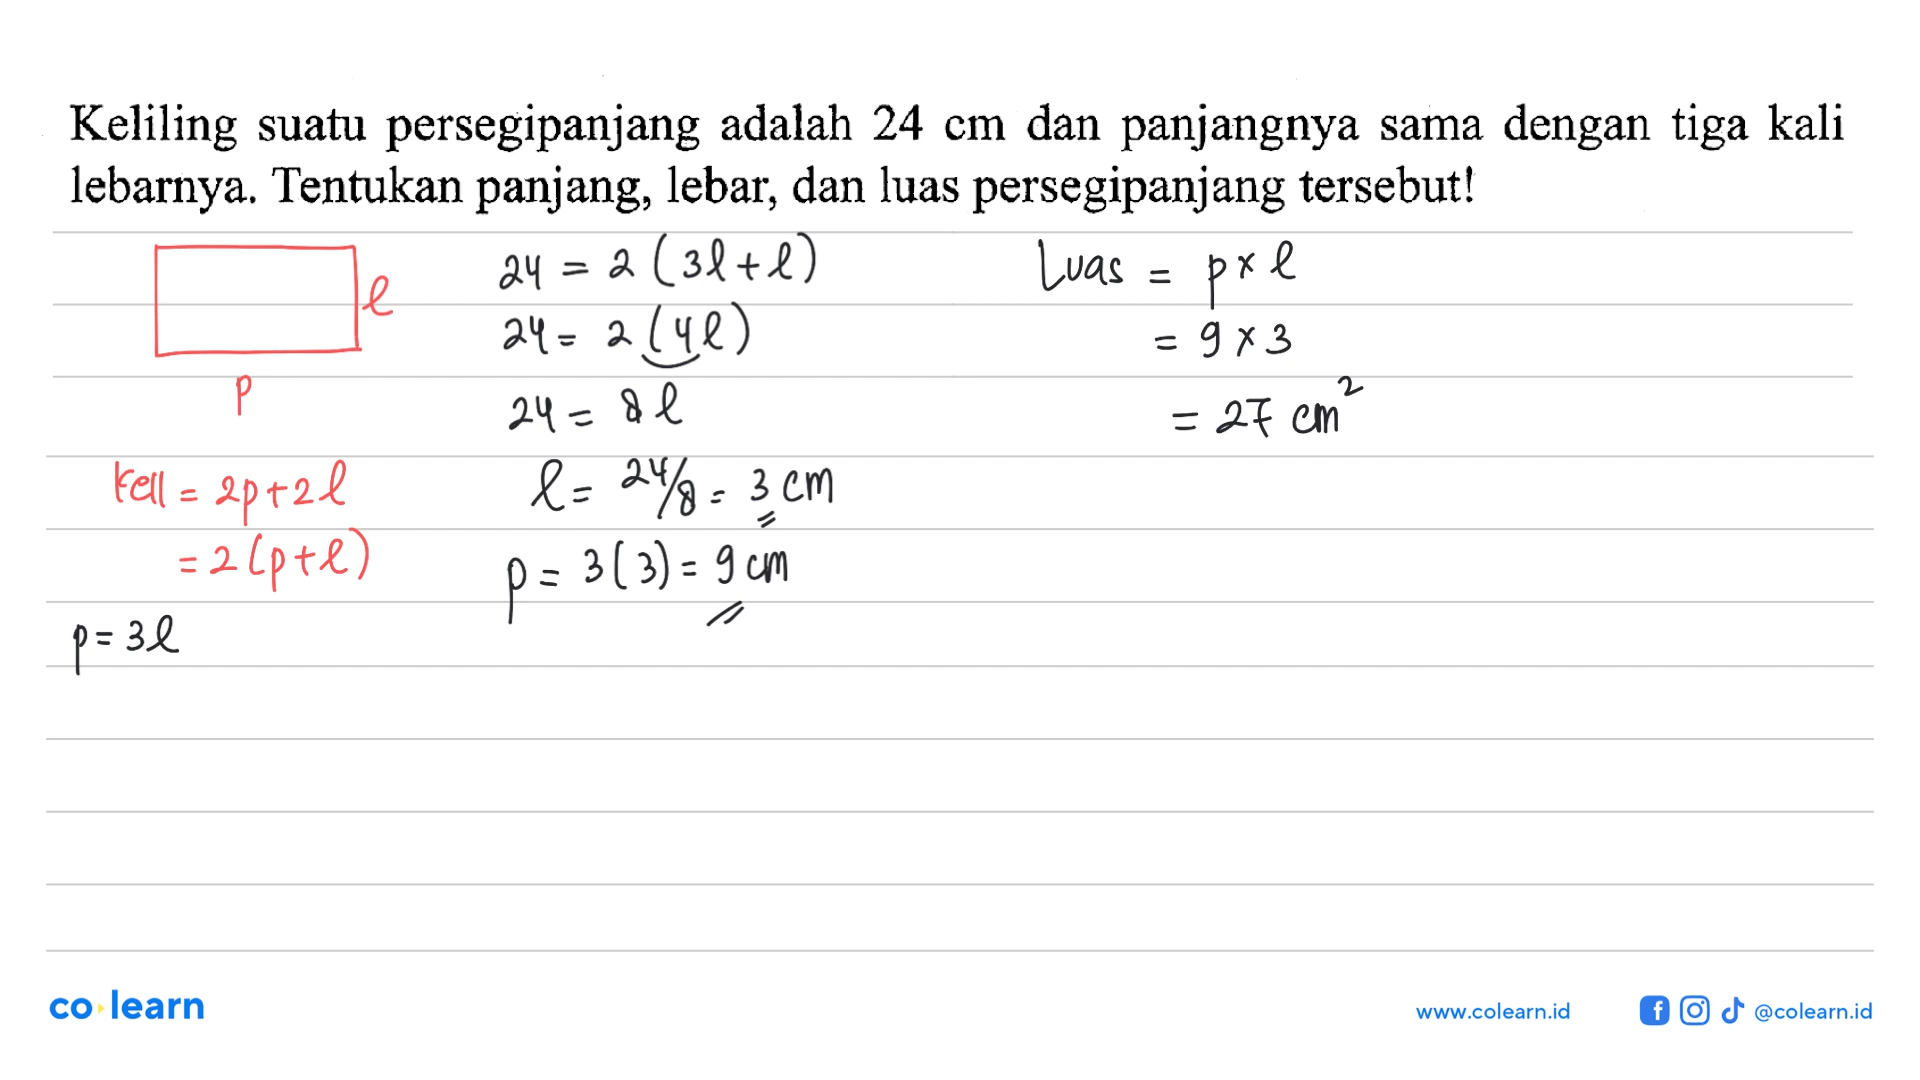 Keliling suatu persegipanjang adalah 24 cm dan panjangnya sama dengan tiga kali
lebarnya. Tentukan panjang, lebar, dan luas persegipanjang tersebut!
l
p
kell = 2p+2l
= 2(p+l)
p = 3l
24 = 2 (3l+l)
24 = 2 (4l)
24 = 8l
l = 24/8 = 3 cm
p = 3(3) = 9 cm
Luas = p × l
= 9 × 3
= 27 cm²
co learn
www.colearn.id
@colearn.id